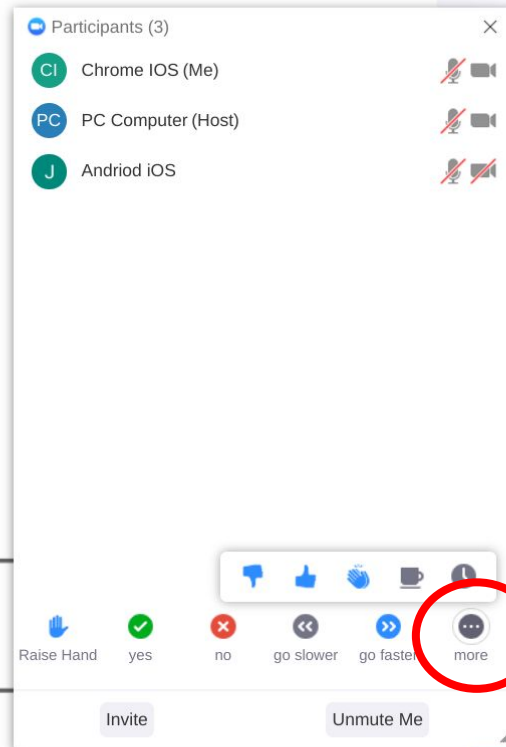 Participants (3)
CI Chrome IOS (Me)
PC PC Computer (Host)
J Andriod iOS
Raise Hand yes no go slower go faster more
Invite Unmute Me